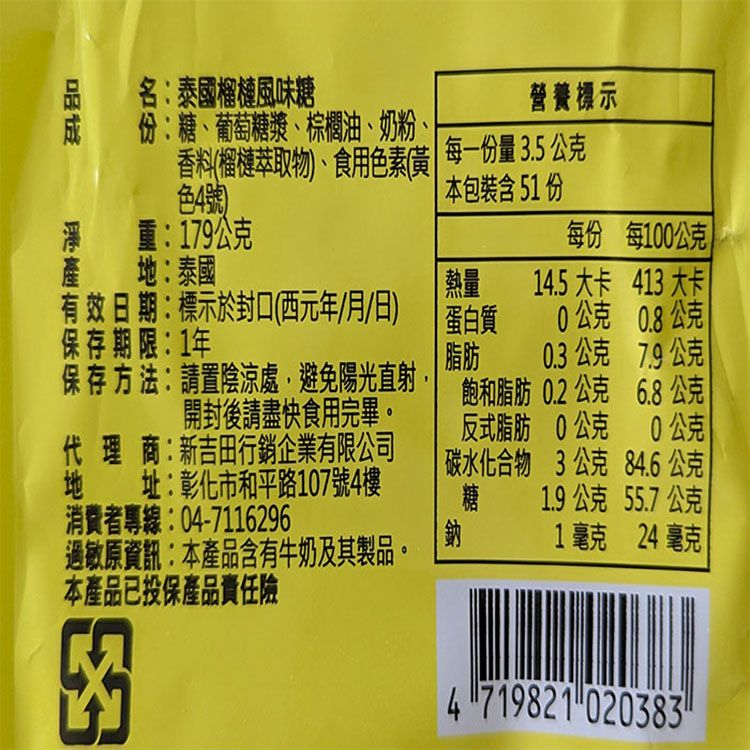 品　　名：泰國榴槤風味糖
成　　份：糖、葡萄糖漿、棕櫚油、奶粉、
香料(榴槤萃取物)、食用色素(黃
色4號)
淨　　重：179公克
產　　地：泰國
有效日期：標示於封口(西元年/月/日)
保存期限：1年
保存方法：請置陰涼處，避免陽光直射，
開封後請盡快食用完畢。
代 理 商：新吉田行銷企業有限公司
地　　址：彰化市和平路107號4樓
消費者專線：04-7116296
過敏原資訊：本產品含有牛奶及其製品。
本產品已投保產品責任險
營養標示
每一份量 3.5 公克
本包裝含 51 份
每份 每100公克
熱量 14.5 大卡 413 大卡
蛋白質 0 公克 0.8 公克
脂肪 0.3 公克 7.9 公克
飽和脂肪 0.2 公克 6.8 公克
反式脂肪 0 公克 0 公克
碳水化合物 3 公克 84.6 公克
糖 1.9 公克 55.7 公克
鈉 1 毫克 24 毫克
4 719821 020383